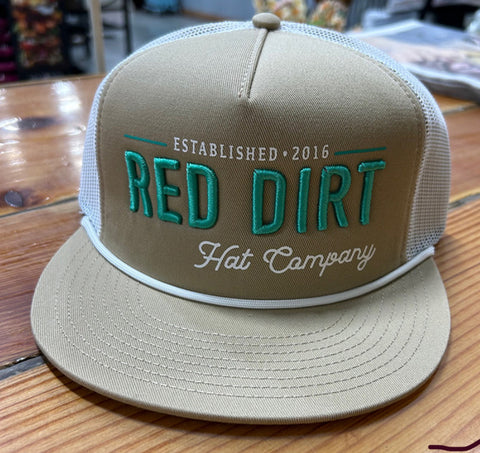 ESTABLISHED • 2016
RED DIRT
Hat Company